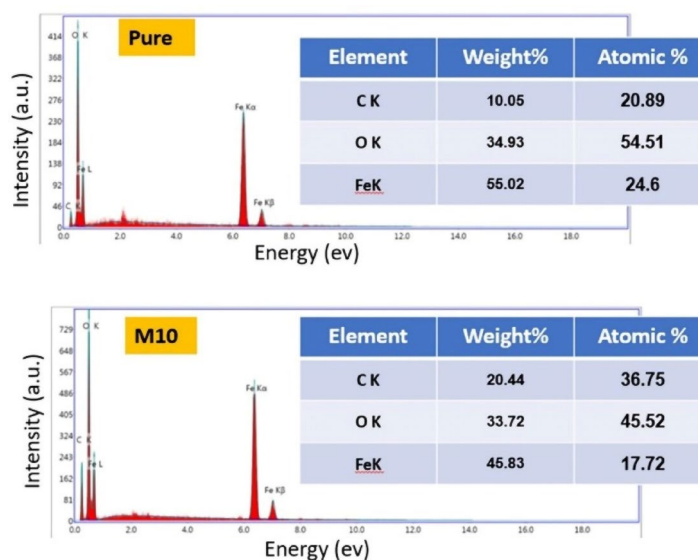 Pure
Intensity (a.u.)
414
368
322
276
230
184
138
92
46
0
O K
Fe L
C K
Fe Kα
Fe Kβ
0.0 2.0 4.0 6.0 8.0 10.0 12.0 14.0 16.0 18.0
Energy (ev)
Element Weight% Atomic %
C K 10.05 20.89
O K 34.93 54.51
FeK 55.02 24.6
M10
Intensity (a.u.)
729
648
567
486
405
324
243
162
81
0
O K
C K
Fe L
Fe Kα
Fe Kβ
0.0 2.0 4.0 6.0 8.0 10.0 12.0 14.0 16.0 18.0
Energy (ev)
Element Weight% Atomic %
C K 20.44 36.75
O K 33.72 45.52
FeK 45.83 17.72